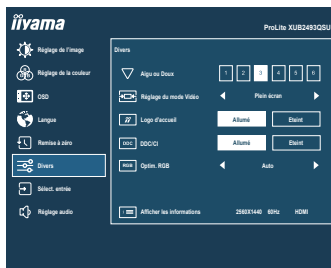 iiyama
ProLite XUB2493QSU
Réglage de l'image
Divers
Réglage de la couleur
Aigu ou Doux
1 2 3 4 5 6
OSD
Réglage du mode Vidéo
Plein écran
Langue
Logo d'accueil
Allumé
Eteint
Remise à zéro
DDC
DDC/CI
Allumé
Eteint
Divers
RGB
Optim. RGB
Auto
Sélect. entrée
Réglage audio
Afficher les informations
2560X1440 60Hz HDMI